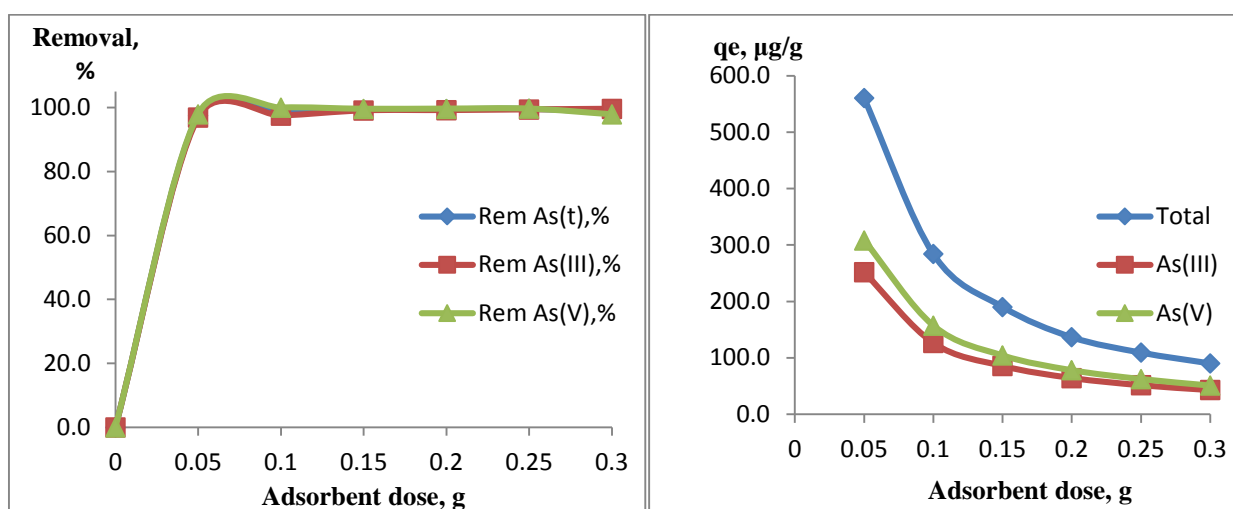 Removal,
%
100.0
80.0
60.0
40.0
20.0
0.0
0 0.05 0.1 0.15 0.2 0.25 0.3
Adsorbent dose, g
Rem As(t),%
Rem As(III),%
Rem As(V),%
qe, µg/g
600.0
500.0
400.0
300.0
200.0
100.0
0.0
0 0.05 0.1 0.15 0.2 0.25 0.3
Adsorbent dose, g
Total
As(III)
As(V)